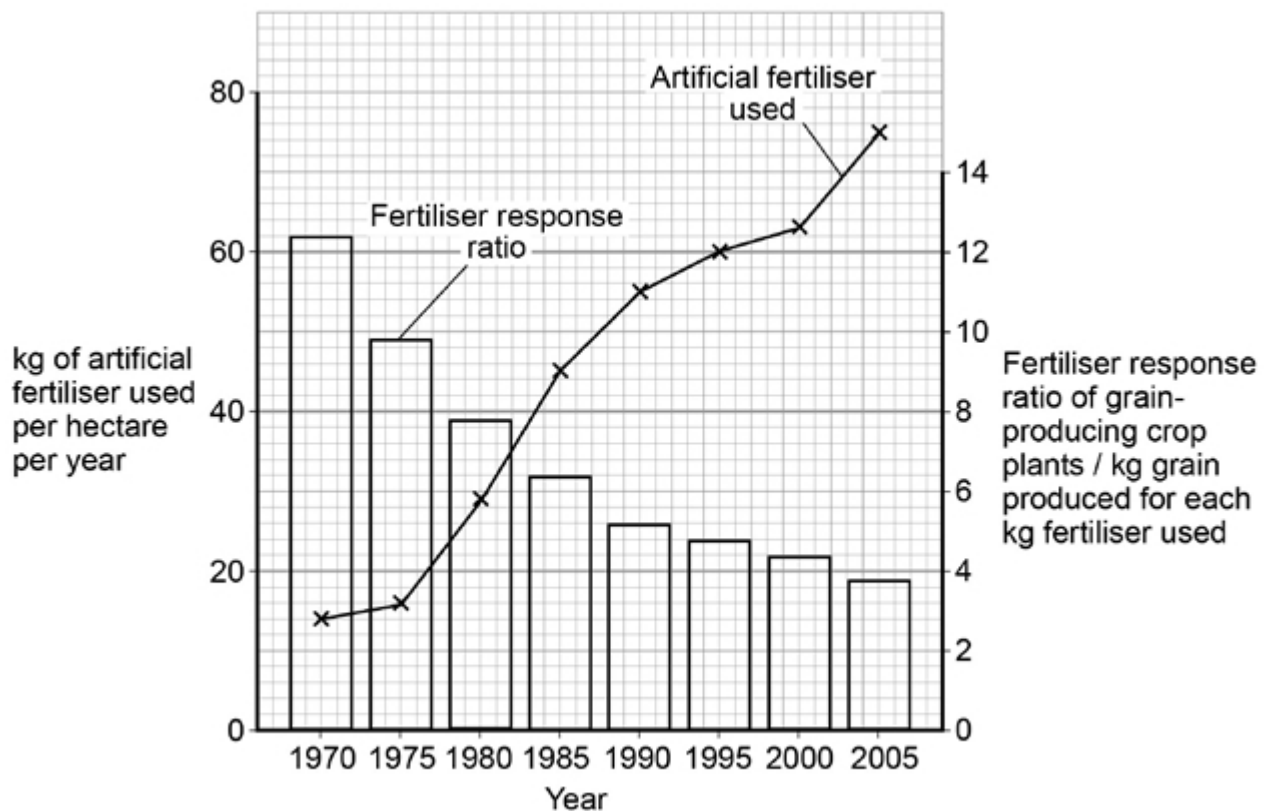 Artificial fertiliser
used
Fertiliser response
ratio
kg of artificial
fertiliser used
per hectare
per year
80
60
40
20
0
14
12
10
8
6
4
2
0
Fertiliser response
ratio of grain-
producing crop
plants / kg grain
produced for each
kg fertiliser used
1970 1975 1980 1985 1990 1995 2000 2005
Year